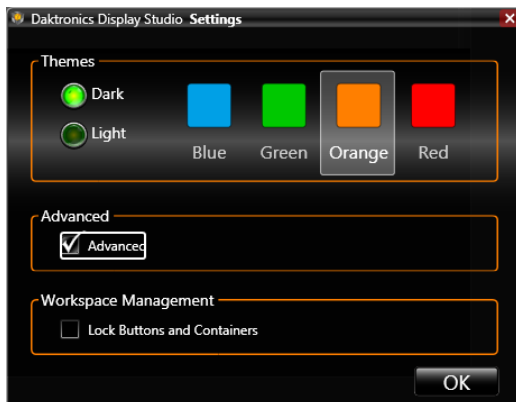 Daktronics Display Studio Settings
Themes
Dark
Light
Blue Green Orange Red
Advanced
Advanced
Workspace Management
Lock Buttons and Containers
OK